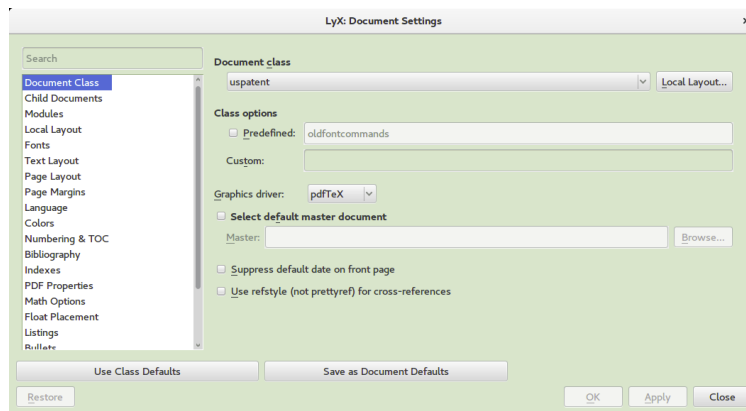 LyX: Document Settings
Search
Document Class
Child Documents
Modules
Local Layout
Fonts
Text Layout
Page Layout
Page Margins
Language
Colors
Numbering & TOC
Bibliography
Indexes
PDF Properties
Math Options
Float Placement
Listings
Bullets
Document class
uspatent
Local Layout...
Class options
Predefined: oldfontcommands
Custom:
Graphics driver: pdfTeX
Select default master document
Master: Browse...
Suppress default date on front page
Use refstyle (not prettyref) for cross-references
Use Class Defaults Save as Document Defaults
Restore OK Apply Close